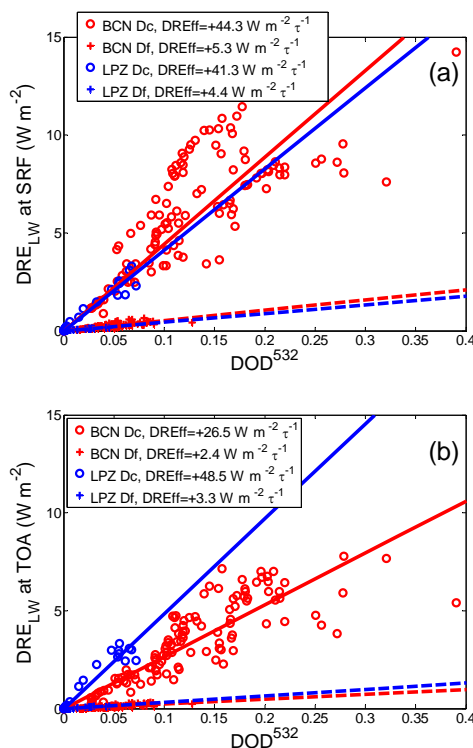 BCN Dc, DREff=+44.3 W m⁻² τ⁻¹
BCN Df, DREff=+5.3 W m⁻² τ⁻¹
LPZ Dc, DREff=+41.3 W m⁻² τ⁻¹
LPZ Df, DREff=+4.4 W m⁻² τ⁻¹
(a)
DRE_LW at SRF (W m⁻²)
15
10
5
0
0 0.05 0.1 0.15 0.2 0.25 0.3 0.35 0.4
DOD⁵³²
BCN Dc, DREff=+26.5 W m⁻² τ⁻¹
BCN Df, DREff=+2.4 W m⁻² τ⁻¹
LPZ Dc, DREff=+48.5 W m⁻² τ⁻¹
LPZ Df, DREff=+3.3 W m⁻² τ⁻¹
(b)
DRE_LW at TOA (W m⁻²)
15
10
5
0
0 0.05 0.1 0.15 0.2 0.25 0.3 0.35 0.4
DOD⁵³²